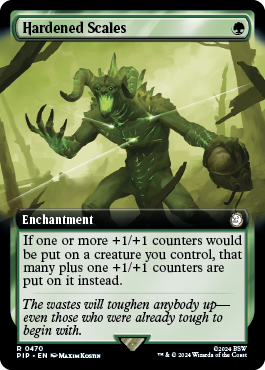 Hardened Scales
Enchantment
If one or more +1/+1 counters would
be put on a creature you control, that
many plus one +1/+1 counters are
put on it instead.
The wastes will toughen anybody up—
even those who were already tough to
begin with.
R 0470
PIP • EN Maxim Kostin
©2024 BSW
™ & © 2024 Wizards of the Coast